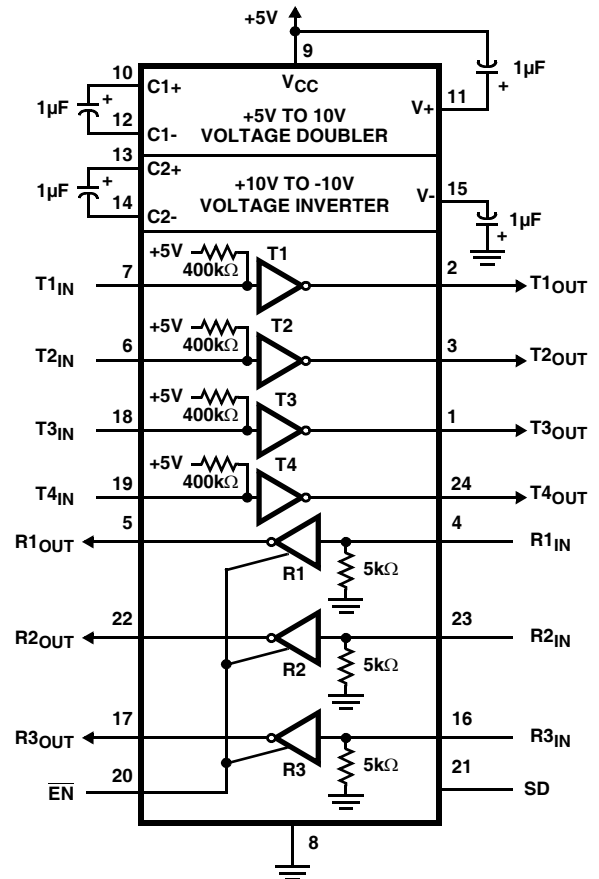 +5V
9
10
C1+
VCC
1µF
1µF
+
+
+5V TO 10V
VOLTAGE DOUBLER
V+
11
12
C1-
13
C2+
1µF
+
+10V TO -10V
VOLTAGE INVERTER
V-
15
14
C2-
1µF
+
+5V
400kΩ
T1
T1IN
7
2
T1OUT
+5V
400kΩ
T2
T2IN
6
3
T2OUT
+5V
400kΩ
T3
T3IN
18
1
T3OUT
+5V
400kΩ
T4
T4IN
19
24
T4OUT
R1OUT
5
4
R1IN
R1
5kΩ
R2OUT
22
23
R2IN
R2
5kΩ
R3OUT
17
16
R3IN
R3
5kΩ
EN
20
21
SD
8